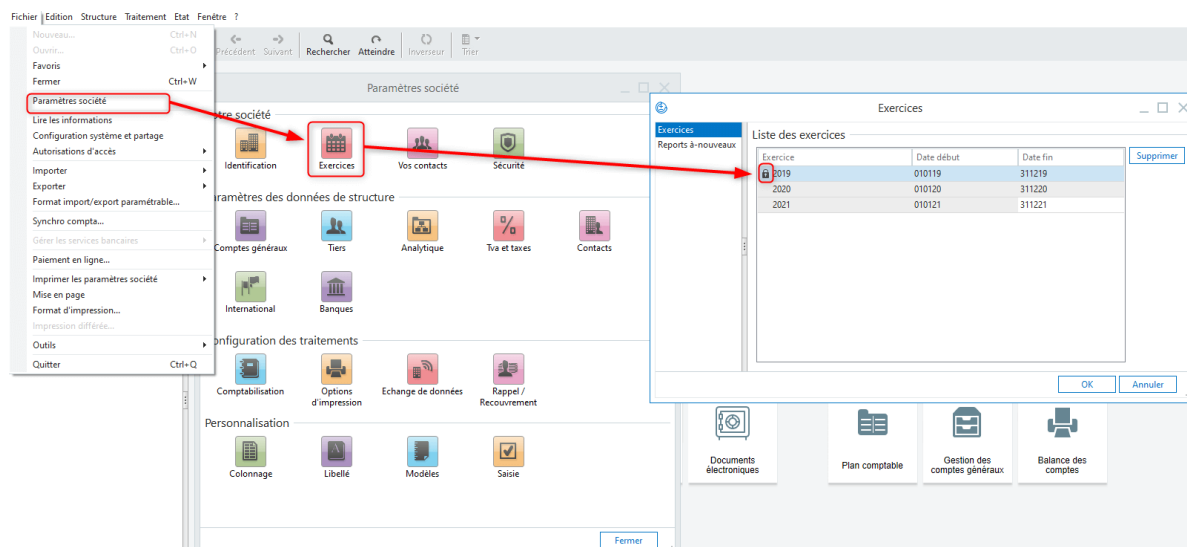 Fichier Edition Structure Traitement Etat Fenêtre ?
Nouveau... Ctrl+N
Ouvrir... Ctrl+O
Favoris
Fermer Ctrl+W
Paramètres société
Lire les informations
Configuration système et partage
Autorisations d'accès
Importer
Exporter
Format import/export paramétrable...
Synchro compta...
Gérer les services bancaires
Paiement en ligne...
Imprimer les paramètres société
Mise en page
Format d'impression...
Impression différée...
Outils
Quitter Ctrl+Q
Précédent Suivant Rechercher Atteindre Inverseur Trier
Paramètres société
otre société
Identification Exercices Vos contacts Sécurité
ramètres des données de structure
Comptes généraux Tiers Analytique Tva et taxes Contacts
International Banques
onfiguration des traitements
Comptabilisation Options d'impression Echange de données Rappel / Recouvrement
Personnalisation
Colonnage Libellé Modèles Saisie
Fermer
Exercices
Exercices
Reports à-nouveaux
Liste des exercices
Exercice Date début Date fin
2019 010119 311219
2020 010120 311220
2021 010121 311221
Supprimer
OK Annuler
Documents électroniques
Plan comptable
Gestion des comptes généraux
Balance des comptes